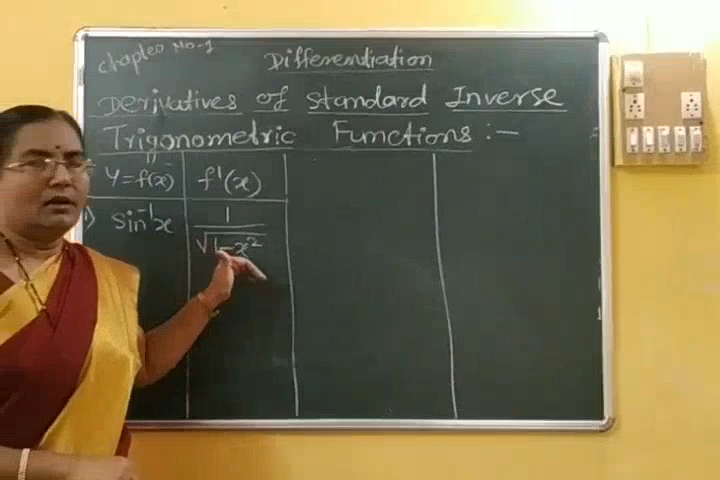 Chapter No-1
Differentiation
Derivatives of Standard Inverse
Trigonometric Functions :—
y=f(x) f'(x)
1) sin⁻¹x 1/√(1-x²)